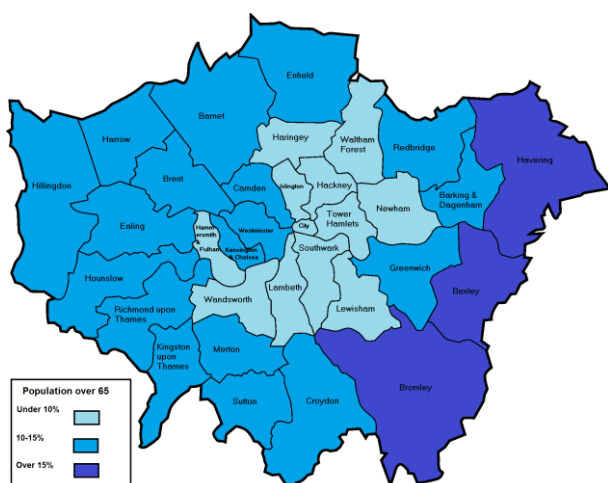 Enfield
Barnet
Harrow
Haringey
Waltham
Forest
Redbridge
Havering
Hillingdon
Brent
Camden
Islington
Hackney
Barking &
Dagenham
Newham
Tower
Hamlets
Ealing
Hamm
ersmith
&
Fulham
Westminster
City
Kensington
& Chelsea
Southwark
Greenwich
Hounslow
Bexley
Richmond upon
Thames
Wandsworth
Lambeth
Lewisham
Kingston
upon
Thames
Merton
Bromley
Sutton
Croydon
Population over 65
Under 10%
10-15%
Over 15%